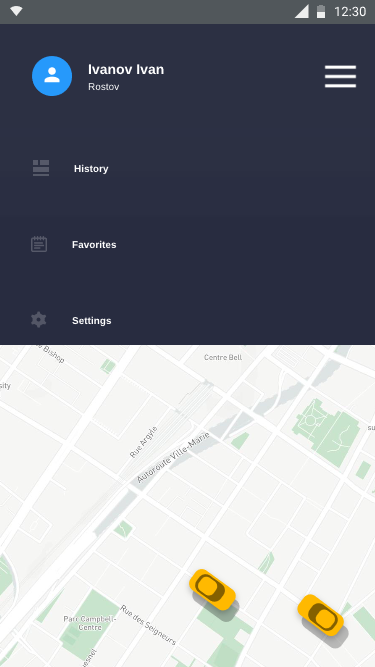 12:30
Ivanov Ivan
Rostov
History
Favorites
Settings
Bishop
Centre Bell
Rue Argyle
Autoroute Ville-Marie
Parc Campbell-
Centre
Rue des Seigneurs